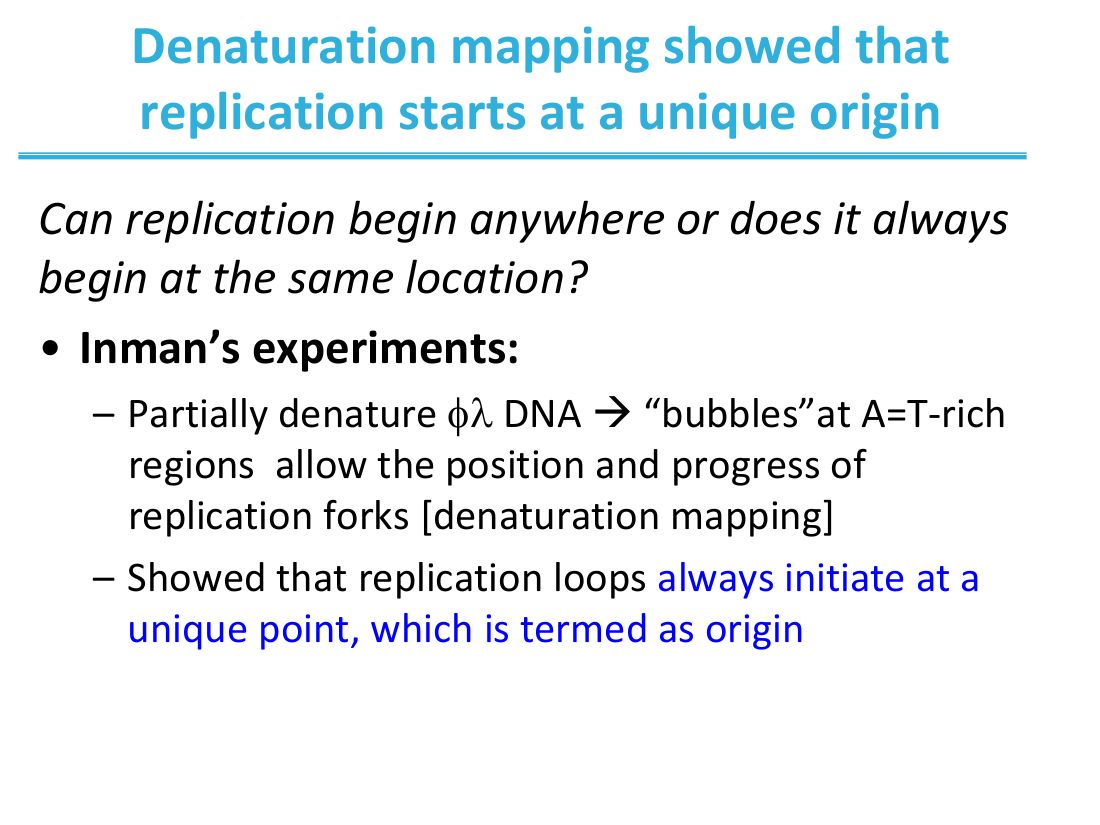 Denaturation mapping showed that
replication starts at a unique origin
Can replication begin anywhere or does it always
begin at the same location?
• Inman’s experiments:
– Partially denature ϕλ DNA → “bubbles”at A=T-rich
regions  allow the position and progress of
replication forks [denaturation mapping]
– Showed that replication loops always initiate at a
unique point, which is termed as origin